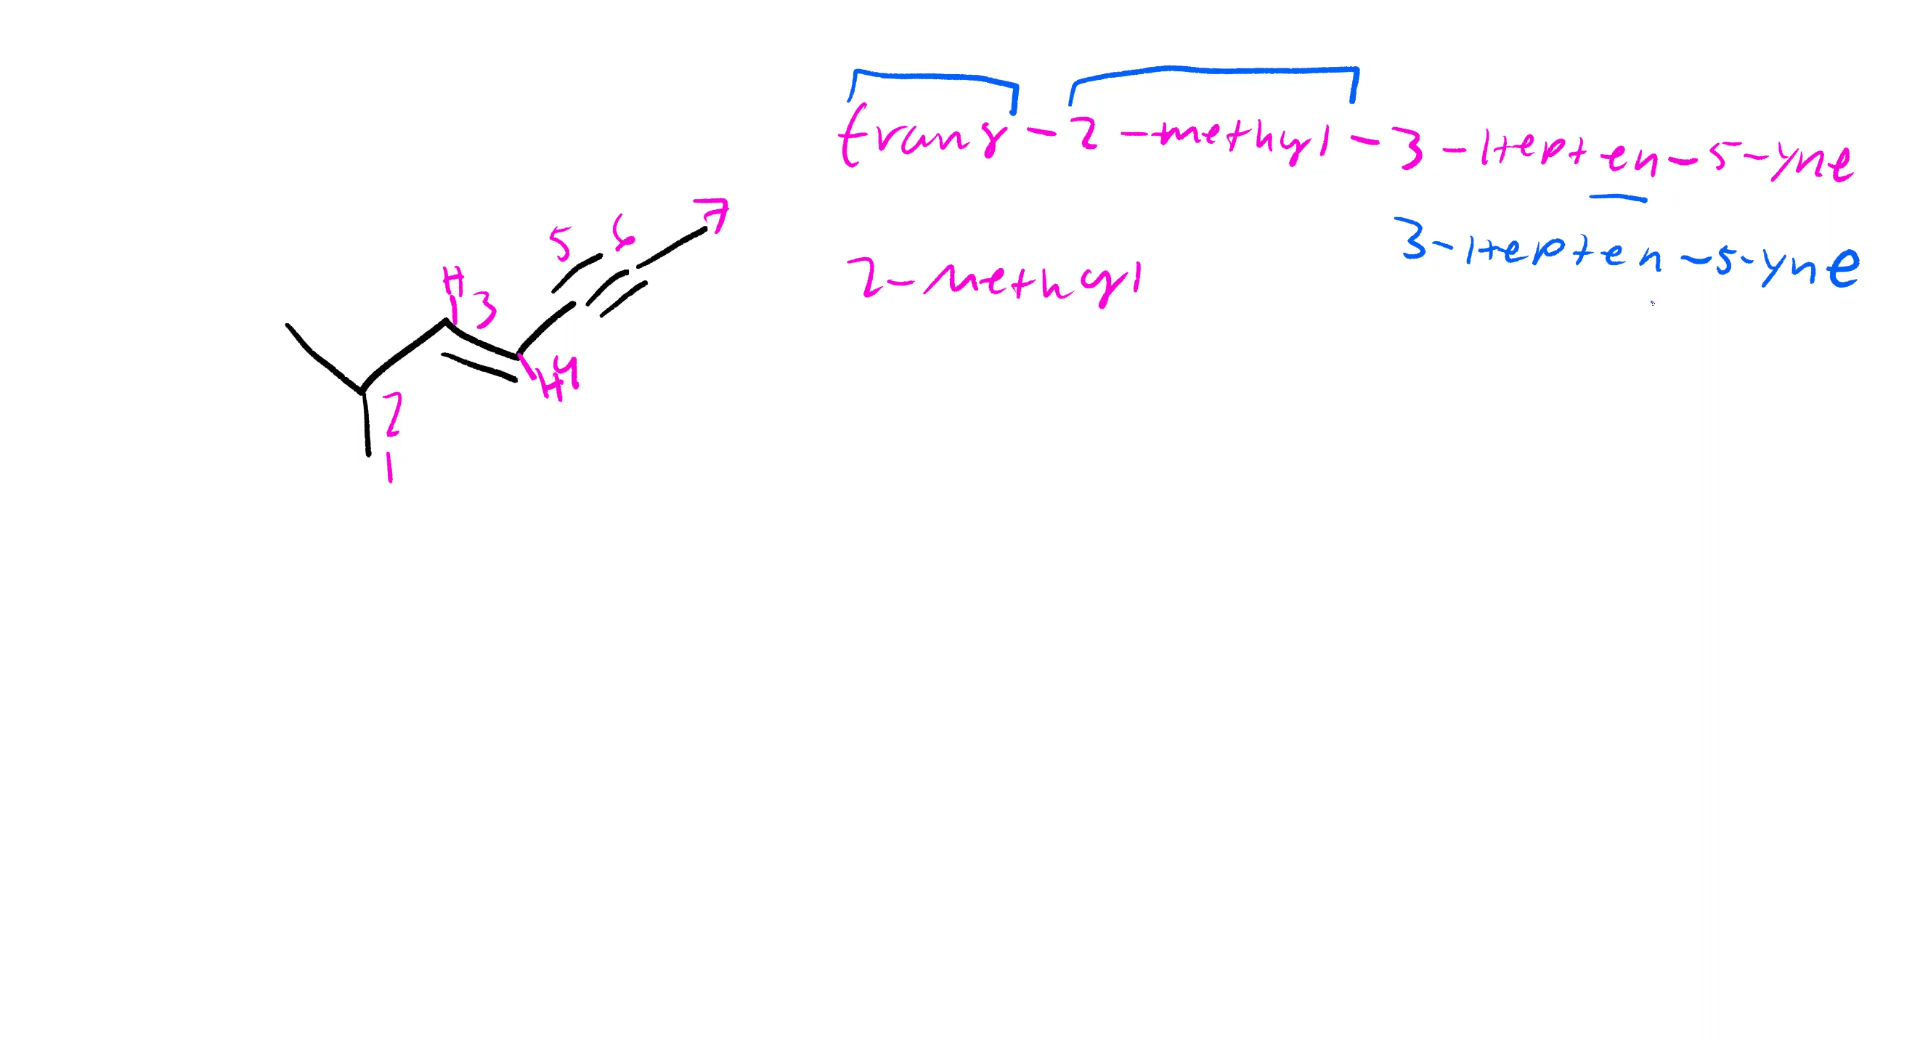 trans-2-methyl-3-Hepten-5-yne
3-Hepten-5-yne
2-Methyl
7
5 6
H
3
H4
2
1